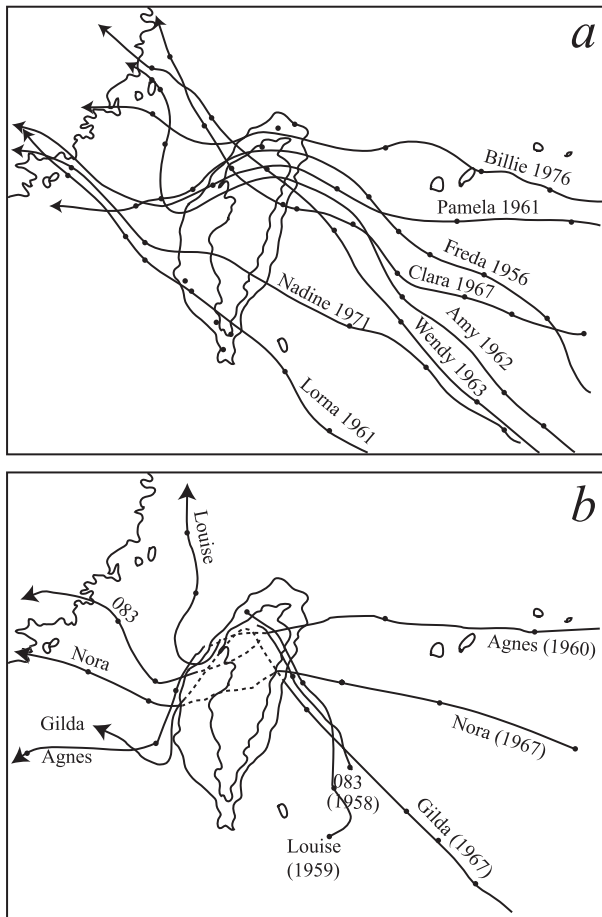 a
Billie 1976
Pamela 1961
Freda 1956
Clara 1967
Amy 1962
Wendy 1963
Nadine 1971
Lorna 1961
b
Louise
083
Agnes (1960)
Nora
Nora (1967)
Gilda
Agnes
083
(1958)
Gilda (1967)
Louise
(1959)